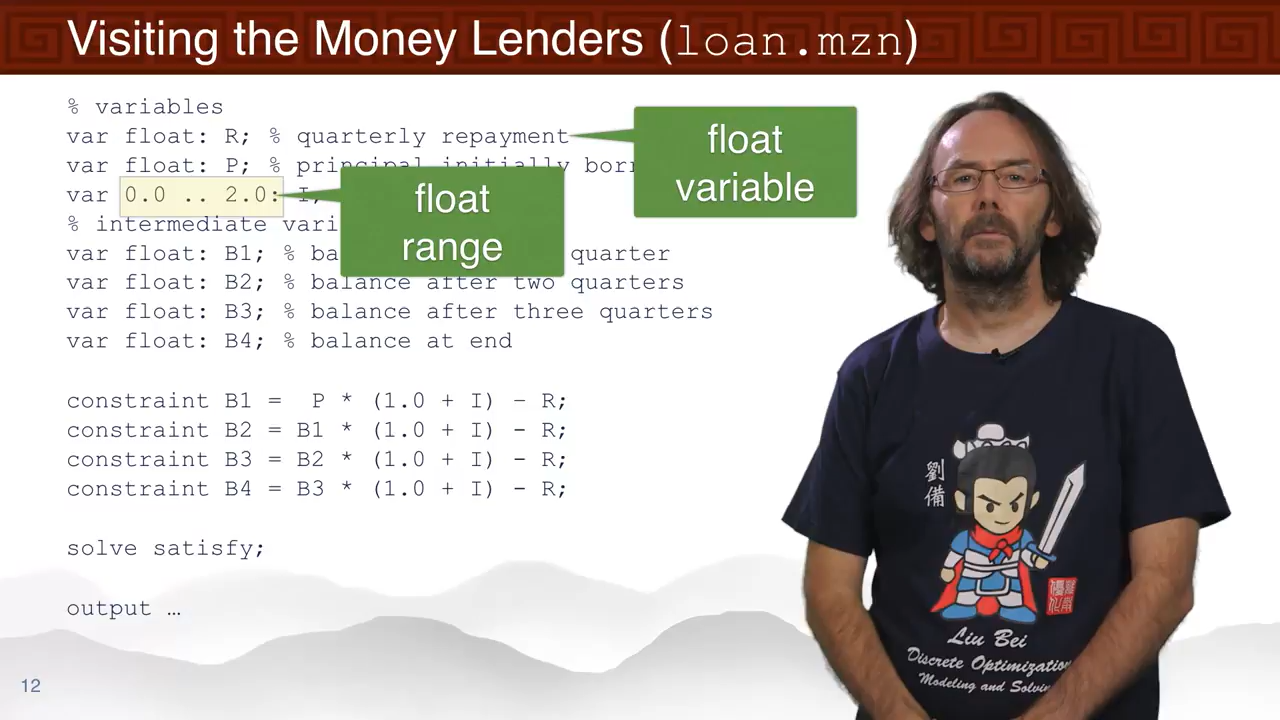 Visiting the Money Lenders (loan.mzn)
% variables
var float: R; % quarterly repayment
var float: P; % principal initially borr
var 0.0 .. 2.0: I;
% intermediate vari
var float: B1; % ba quarter
var float: B2; % balance after two quarters
var float: B3; % balance after three quarters
var float: B4; % balance at end
constraint B1 =  P * (1.0 + I) – R;
constraint B2 = B1 * (1.0 + I) - R;
constraint B3 = B2 * (1.0 + I) - R;
constraint B4 = B3 * (1.0 + I) - R;
solve satisfy;
output …
float
variable
float
range
劉
備
Liu Bei
Discrete Optimization
Modeling and Solvin
12